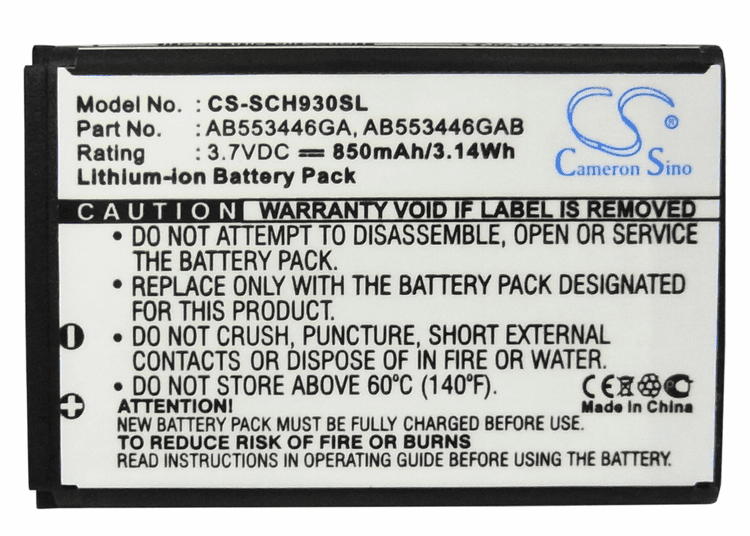 Model No. : CS-SCH930SL
Part No. : AB553446GA, AB553446GAB
Rating : 3.7VDC ⎓ 850mAh/3.14Wh
Lithium-ion Battery Pack
CS
Cameron Sino
CAUTION WARRANTY VOID IF LABEL IS REMOVED
• DO NOT ATTEMPT TO DISASSEMBLE, OPEN OR SERVICE
THE BATTERY PACK.
• REPLACE ONLY WITH THE BATTERY PACK DESIGNATED
FOR THIS PRODUCT.
• DO NOT CRUSH, PUNCTURE, SHORT EXTERNAL
CONTACTS OR DISPOSE OF IN FIRE OR WATER.
• DO NOT STORE ABOVE 60°C (140°F).
CE
Made in China
ATTENTION!
NEW BATTERY PACK MUST BE FULLY CHARGED BEFORE USE.
TO REDUCE RISK OF FIRE OR BURNS
READ INSTRUCTIONS IN OPERATING GUIDE BEFORE USING THE BATTERY.